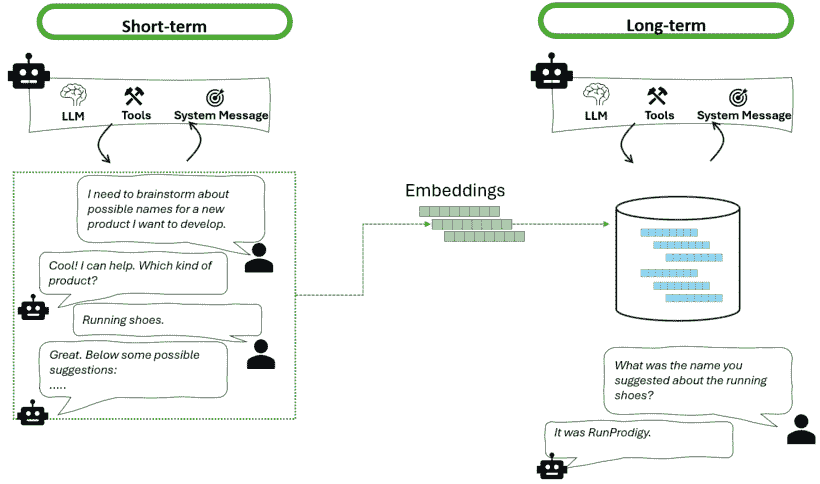 Short-term
LLM
Tools
System Message
I need to brainstorm about
possible names for a new
product I want to develop.
Cool! I can help. Which kind of
product?
Running shoes.
Great. Below some possible
suggestions:
.....
Embeddings
Long-term
LLM
Tools
System Message
What was the name you
suggested about the running
shoes?
It was RunProdigy.